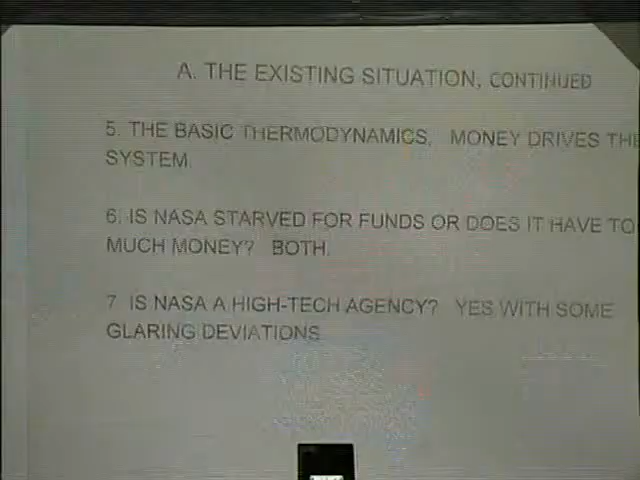 A. THE EXISTING SITUATION, CONTINUED
5. THE BASIC THERMODYNAMICS, MONEY DRIVES THE
SYSTEM.
6. IS NASA STARVED FOR FUNDS OR DOES IT HAVE TO
MUCH MONEY? BOTH.
7 IS NASA A HIGH-TECH AGENCY? YES WITH SOME
GLARING DEVIATIONS